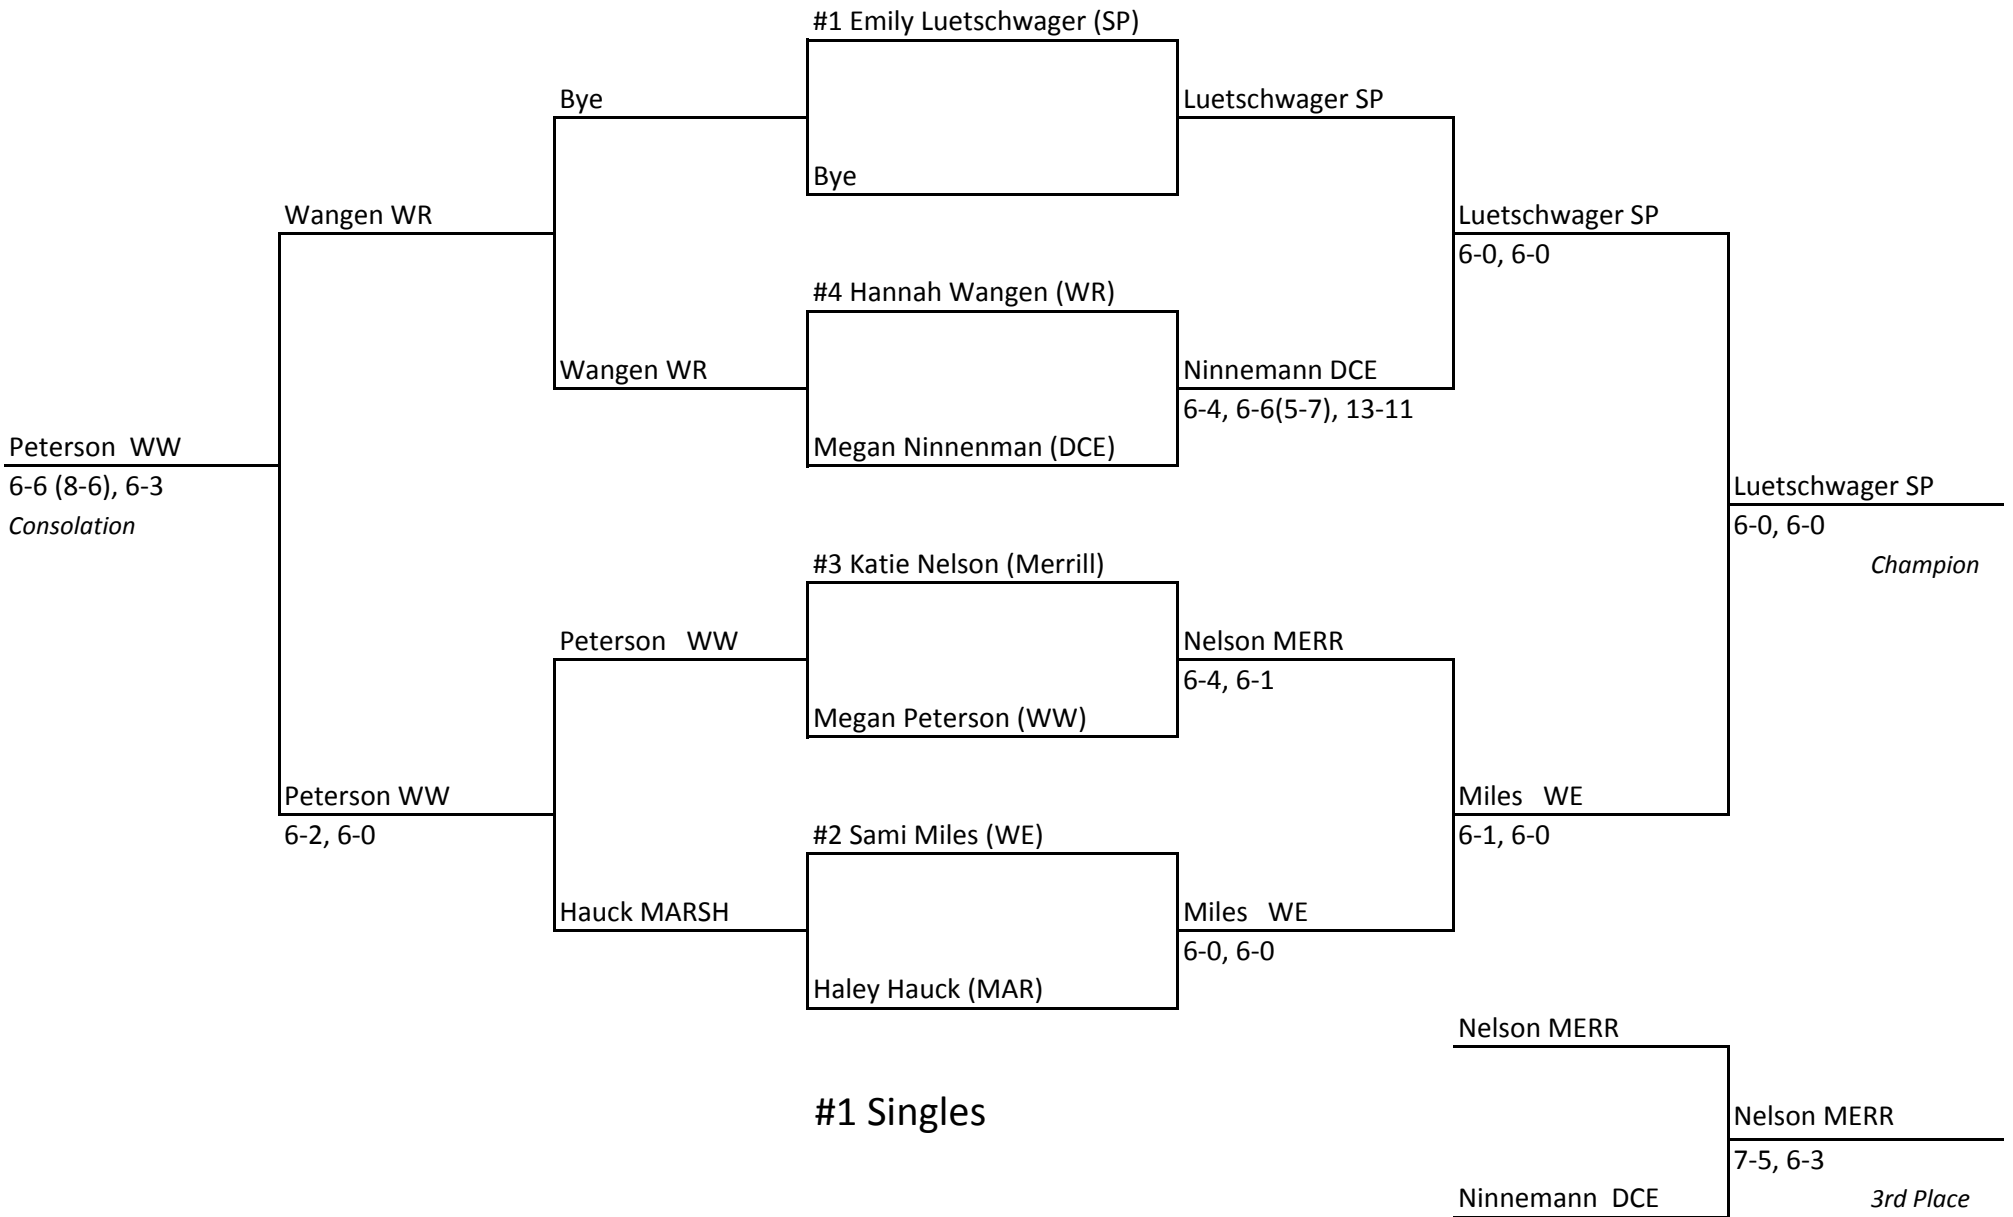 #1 Emily Luetschwager (SP)
Bye
Luetschwager SP
Bye
Wangen WR
Luetschwager SP
6-0, 6-0
#4 Hannah Wangen (WR)
Wangen WR
Ninnemann DCE
6-4, 6-6(5-7), 13-11
Peterson  WW
Megan Ninnenman (DCE)
6-6 (8-6), 6-3
Luetschwager SP
Consolation
6-0, 6-0
#3 Katie Nelson (Merrill)
Champion
Peterson   WW
Nelson MERR
6-4, 6-1
Megan Peterson (WW)
Peterson WW
Miles   WE
6-2, 6-0
#2 Sami Miles (WE)
6-1, 6-0
Hauck MARSH
Miles   WE
6-0, 6-0
Haley Hauck (MAR)
Nelson MERR
#1 Singles
Nelson MERR
7-5, 6-3
Ninnemann  DCE
3rd Place